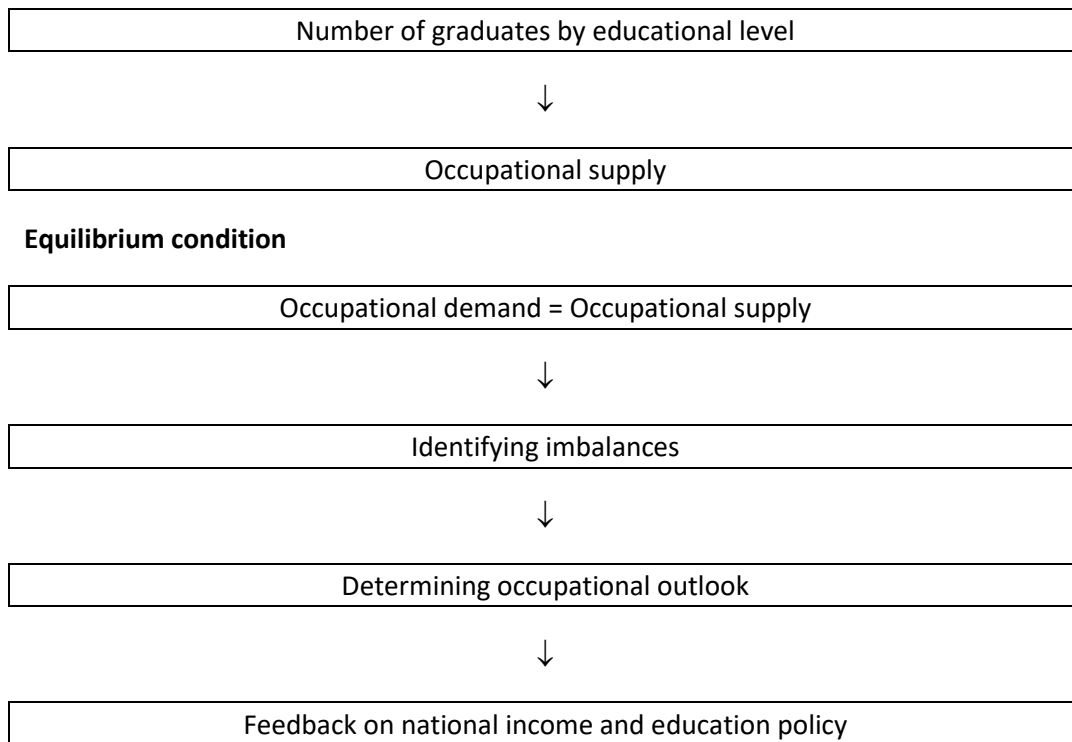 Number of graduates by educational level
↓
Occupational supply
Equilibrium condition
Occupational demand = Occupational supply
↓
Identifying imbalances
↓
Determining occupational outlook
↓
Feedback on national income and education policy